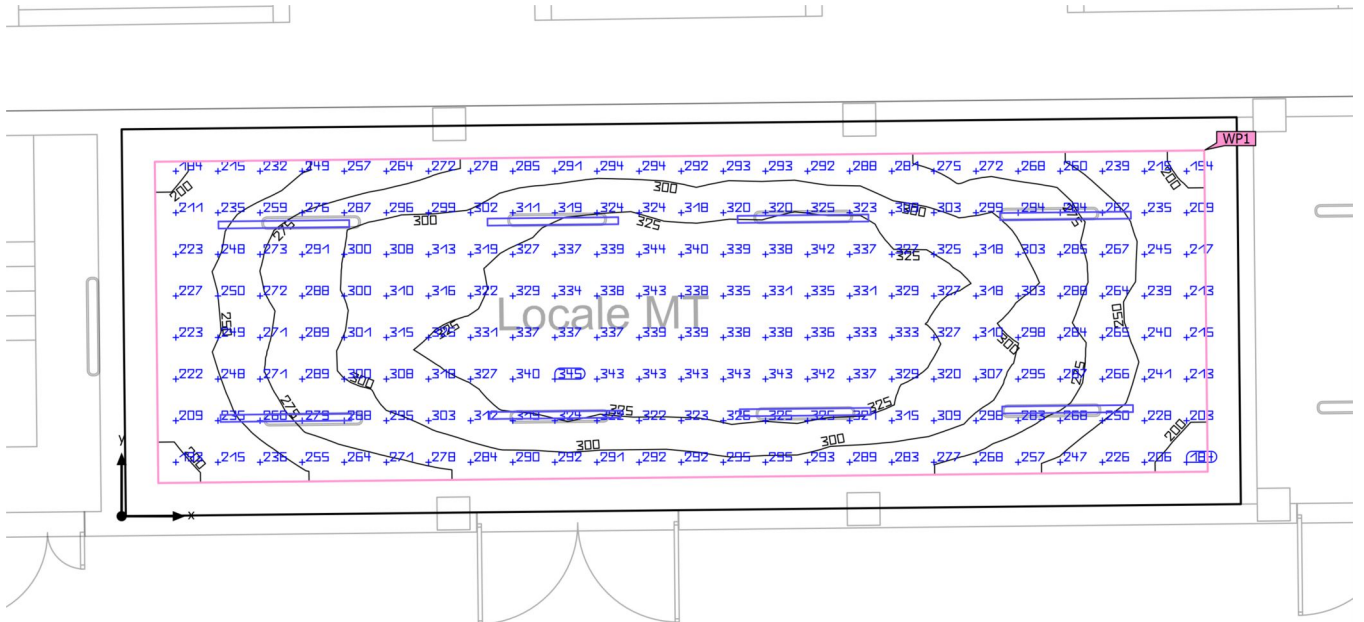 WP1
+184 +215 +232 +249 +257 +264 +272 +278 +285 +291 +294 +294 +292 +293 +293 +292 +288 +281 +275 +272 +268 +260 +239 +194
200
200
300
+211 +235 +259 +276 +287 +296 +299 +302 +311 +319 +324 +324 +318 +320 +320 +325 +323 +303 +299 +294 +284 +262 +235 +209
300
275
300
325
275
+223 +248 +273 +291 +300 +308 +313 +319 +327 +337 +339 +344 +340 +339 +338 +342 +337 +327 +325 +318 +303 +285 +267 +245 +217
325
+227 +250 +272 +288 +300 +310 +316 +322 +329 +334 +338 +343 +338 +335 +331 +335 +331 +329 +327 +318 +303 +288 +264 +239 +213
Locale MT
250
325
250
+223 +249 +271 +289 +301 +315 +331 +337 +337 +337 +339 +339 +338 +338 +336 +333 +333 +327 +310 +298 +284 +265 +240 +215
300
+222 +248 +271 +289 +300 +308 +318 +327 +340 +345 +343 +343 +343 +343 +343 +342 +337 +329 +320 +307 +295 +266 +241 +213
300
275
275
325
325
+209 +235 +260 +279 +288 +295 +303 +312 +319 +324 +322 +323 +326 +325 +325 +321 +315 +309 +298 +283 +268 +250 +228 +203
300
300
200
200
+215 +236 +255 +264 +271 +278 +284 +290 +292 +291 +292 +292 +295 +295 +293 +289 +283 +277 +268 +257 +247 +226 +206
y
x